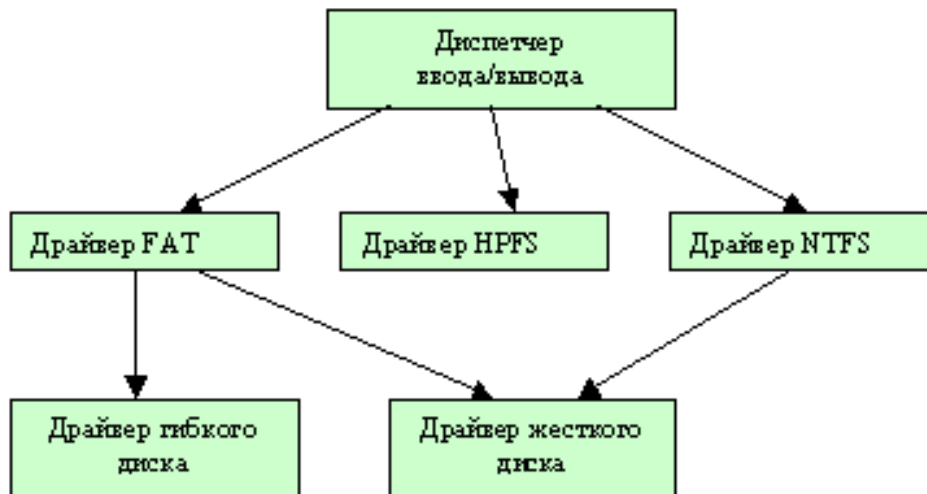 Диспетчер
ввода/вывода
Драйвер FAT
Драйвер HPFS
Драйвер NTFS
Драйвер гибкого
диска
Драйвер жесткого
диска